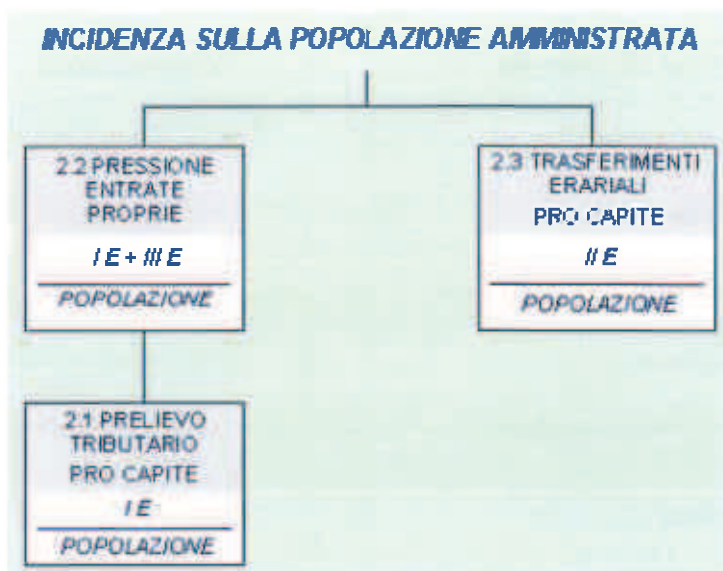 INCIDENZA SULLA POPOLAZIONE AMMINISTRATA
2.2 PRESSIONE
ENTRATE
PROPRIE
I E + III E
POPOLAZIONE
2.3 TRASFERIMENTI
ERARIALI
PRO CAPITE
II E
POPOLAZIONE
2.1 PRELIEVO
TRIBUTARIO
PRO CAPITE
I E
POPOLAZIONE